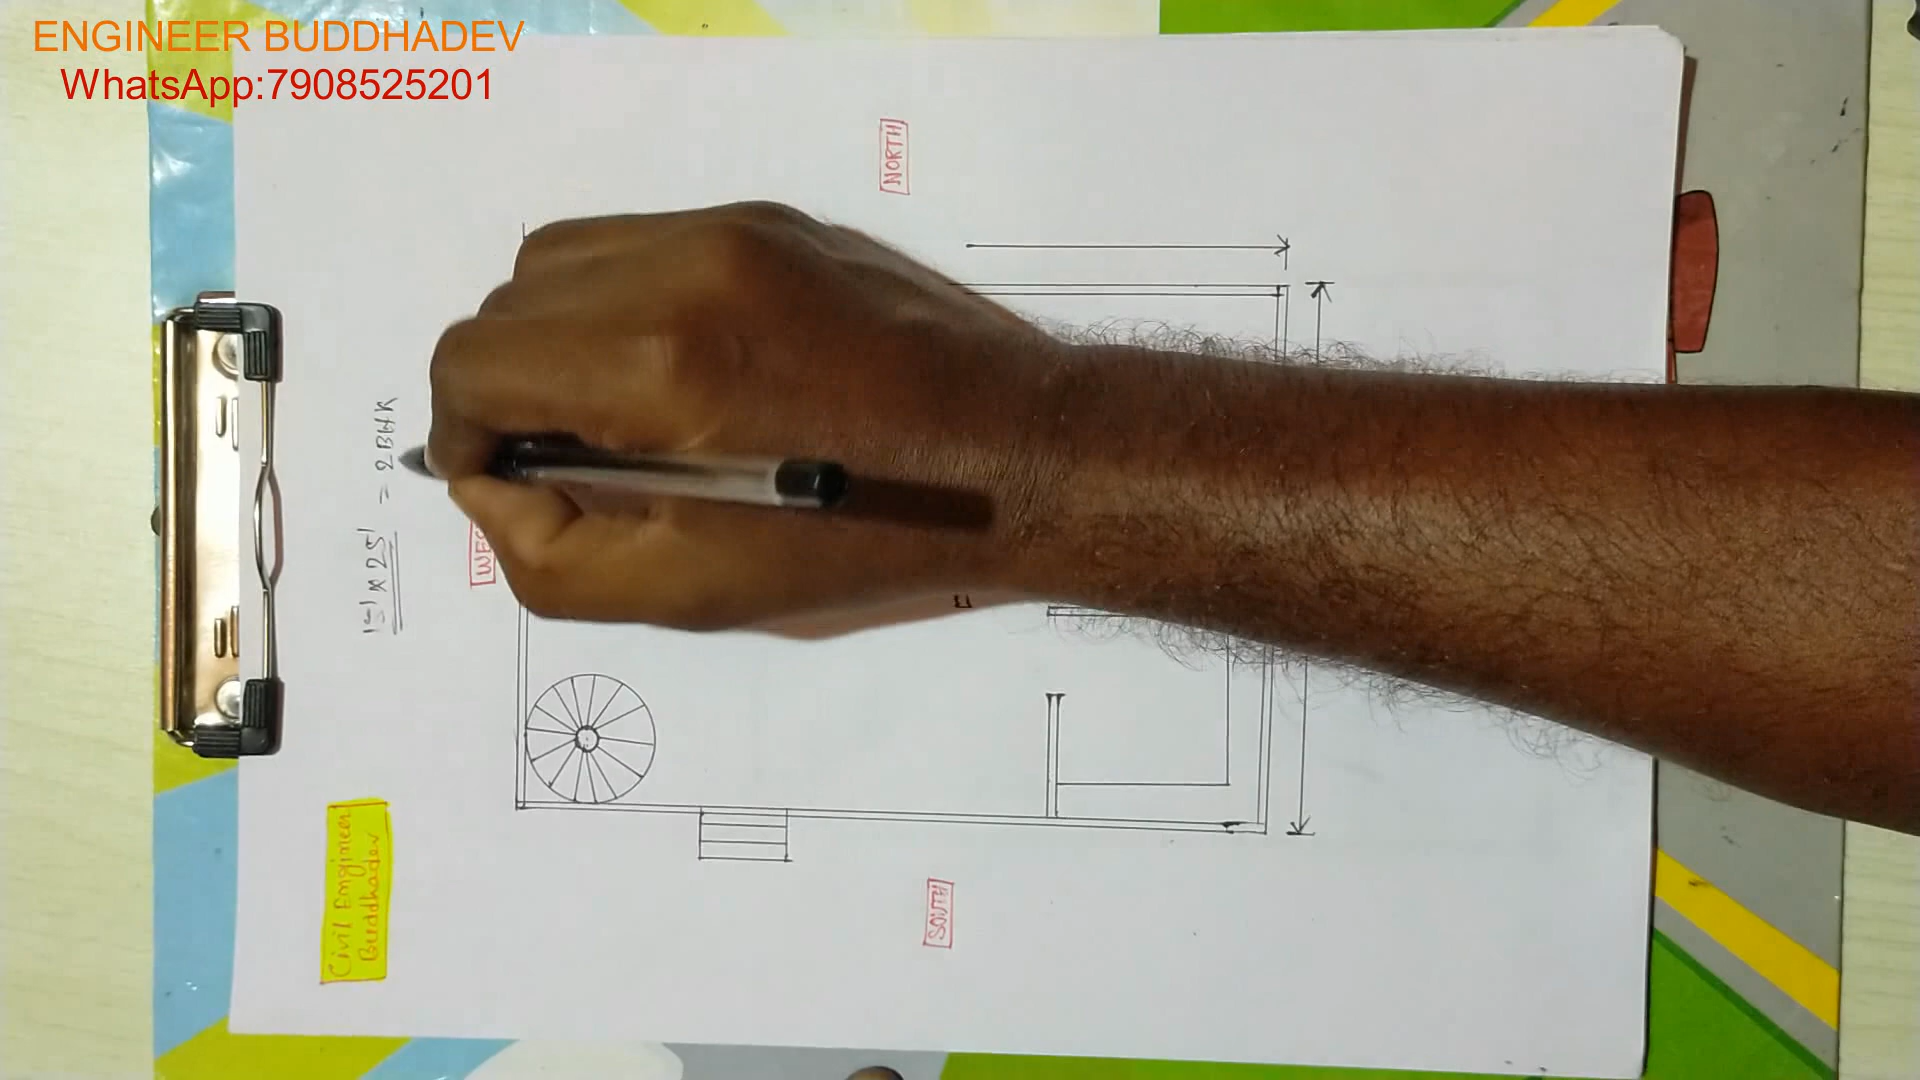 ENGINEER BUDDHADEV
WhatsApp:7908525201
NORTH
15' x 25' = 2BHK
Civil Engineer
Buddhadev
SOUTH